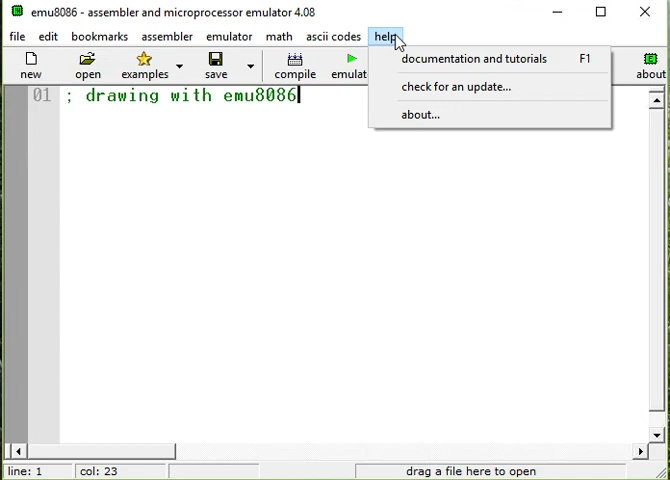 emu8086 - assembler and microprocessor emulator 4.08
file edit bookmarks assembler emulator math ascii codes help
new open examples save compile emulat about
documentation and tutorials F1
check for an update...
about...
01 ; drawing with emu8086
line: 1 col: 23 drag a file here to open